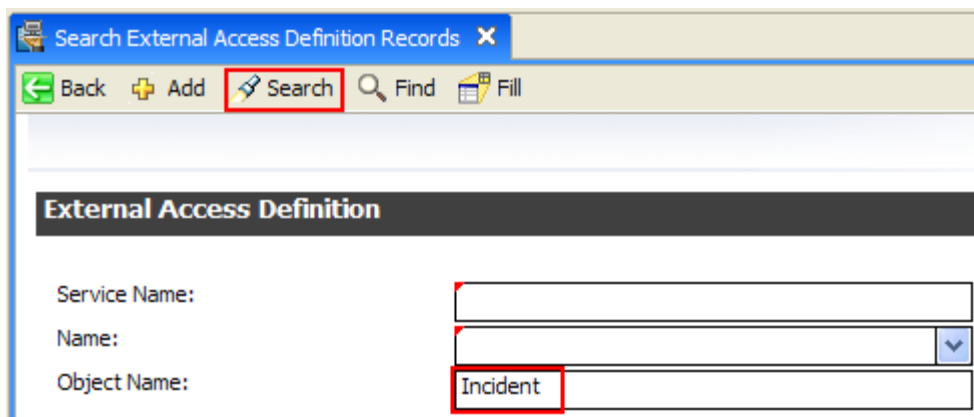 Search External Access Definition Records
Back Add Search Find Fill
External Access Definition
Service Name:
Name:
Object Name: Incident